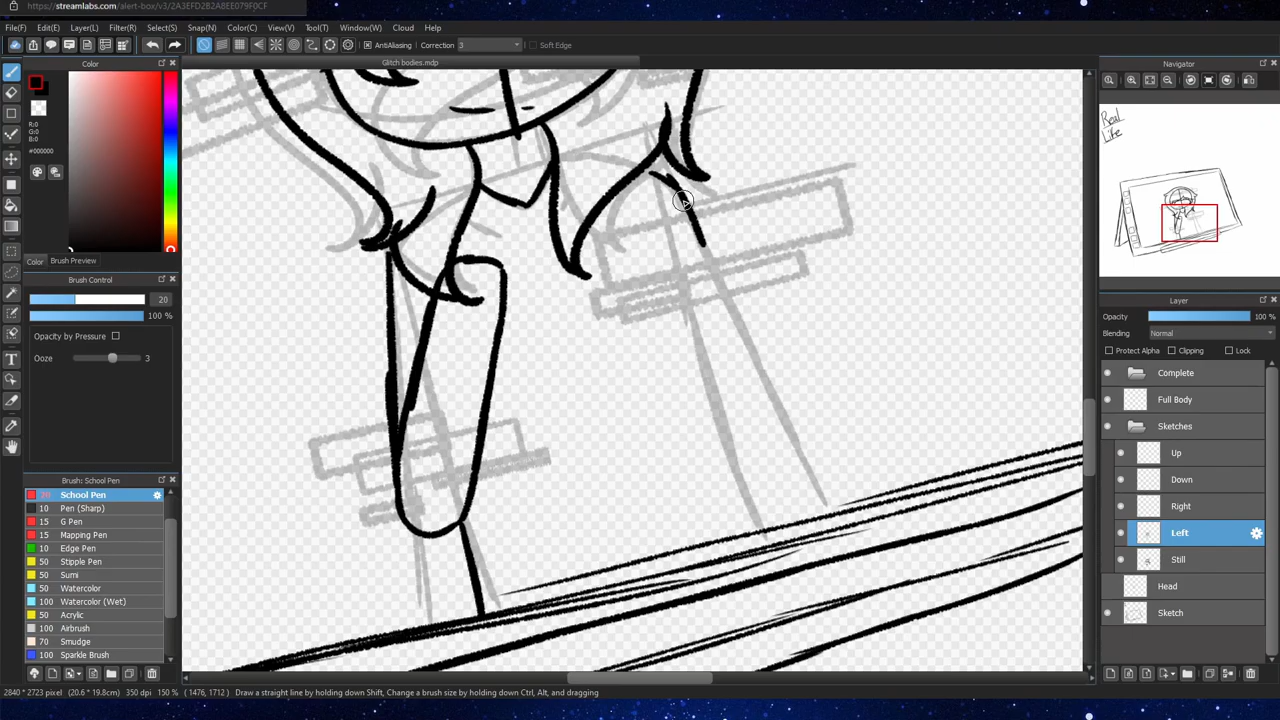 https://streamlabs.com/alert-box/v3/2A3EFD2B2A8EE079CF
File(F) Edit(E) Layer(L) Filter(R) Select(S) Snap(N) Color(C) View(V) Tool(T) Window(W) Cloud Help
AntiAliasing Correction 3 Soft Edge
Glitch bodies.mdp
Color
R:0
G:0
B:0
#000000
Color Brush Preview
Brush Control
20
100 %
Opacity by Pressure
Ooze 3
Brush: School Pen
20 School Pen
10 Pen (Sharp)
15 G Pen
15 Mapping Pen
10 Edge Pen
50 Stipple Pen
50 Sumi
50 Watercolor
100 Watercolor (Wet)
50 Acrylic
100 Airbrush
70 Smudge
100 Sparkle Brush
Navigator
Real
Life
Layer
Opacity 100 %
Blending Normal
Protect Alpha Clipping Lock
Complete
Full Body
Sketches
Up
Down
Right
Left
Still
Head
Sketch
2840 * 2723 pixel (20.6 * 19.8cm) 350 dpi 150 % (1476, 1712) Draw a straight line by holding down Shift, Change a brush size by holding down Ctrl, Alt, and dragging